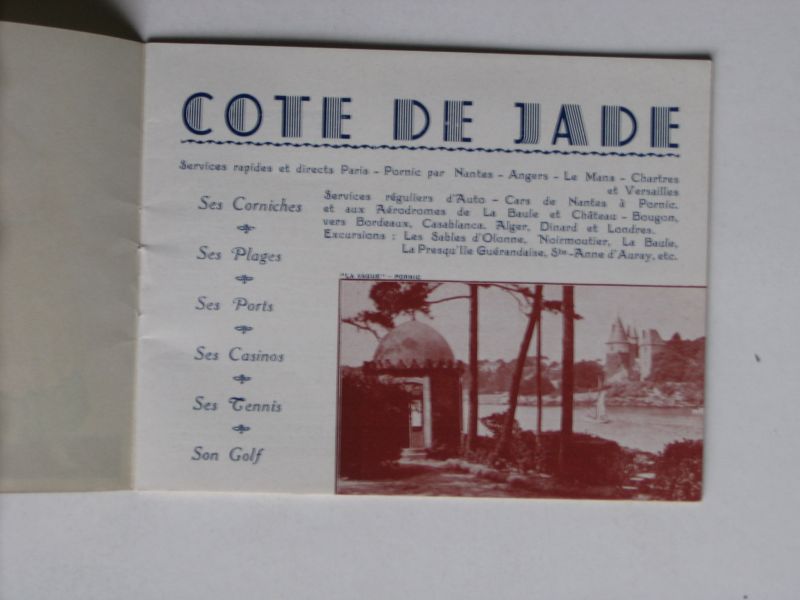 COTE DE JADE
Services rapides et directs Paris - Pornic par Nantes - Angers - Le Mans - Chartres
et Versailles
Services réguliers d'Auto - Cars de Nantes à Pornic,
et aux Aérodromes de La Baule et Château - Bougon,
vers Bordeaux, Casablanca, Alger, Dinard et Londres.
Excursions : Les Sables d'Olonne, Noirmoutier, La Baule,
La Presqu'Ile Guérandaise, Ste-Anne d'Auray, etc.
Ses Corniches
Ses Plages
Ses Ports
Ses Casinos
Ses Tennis
Son Golf
PORNIC